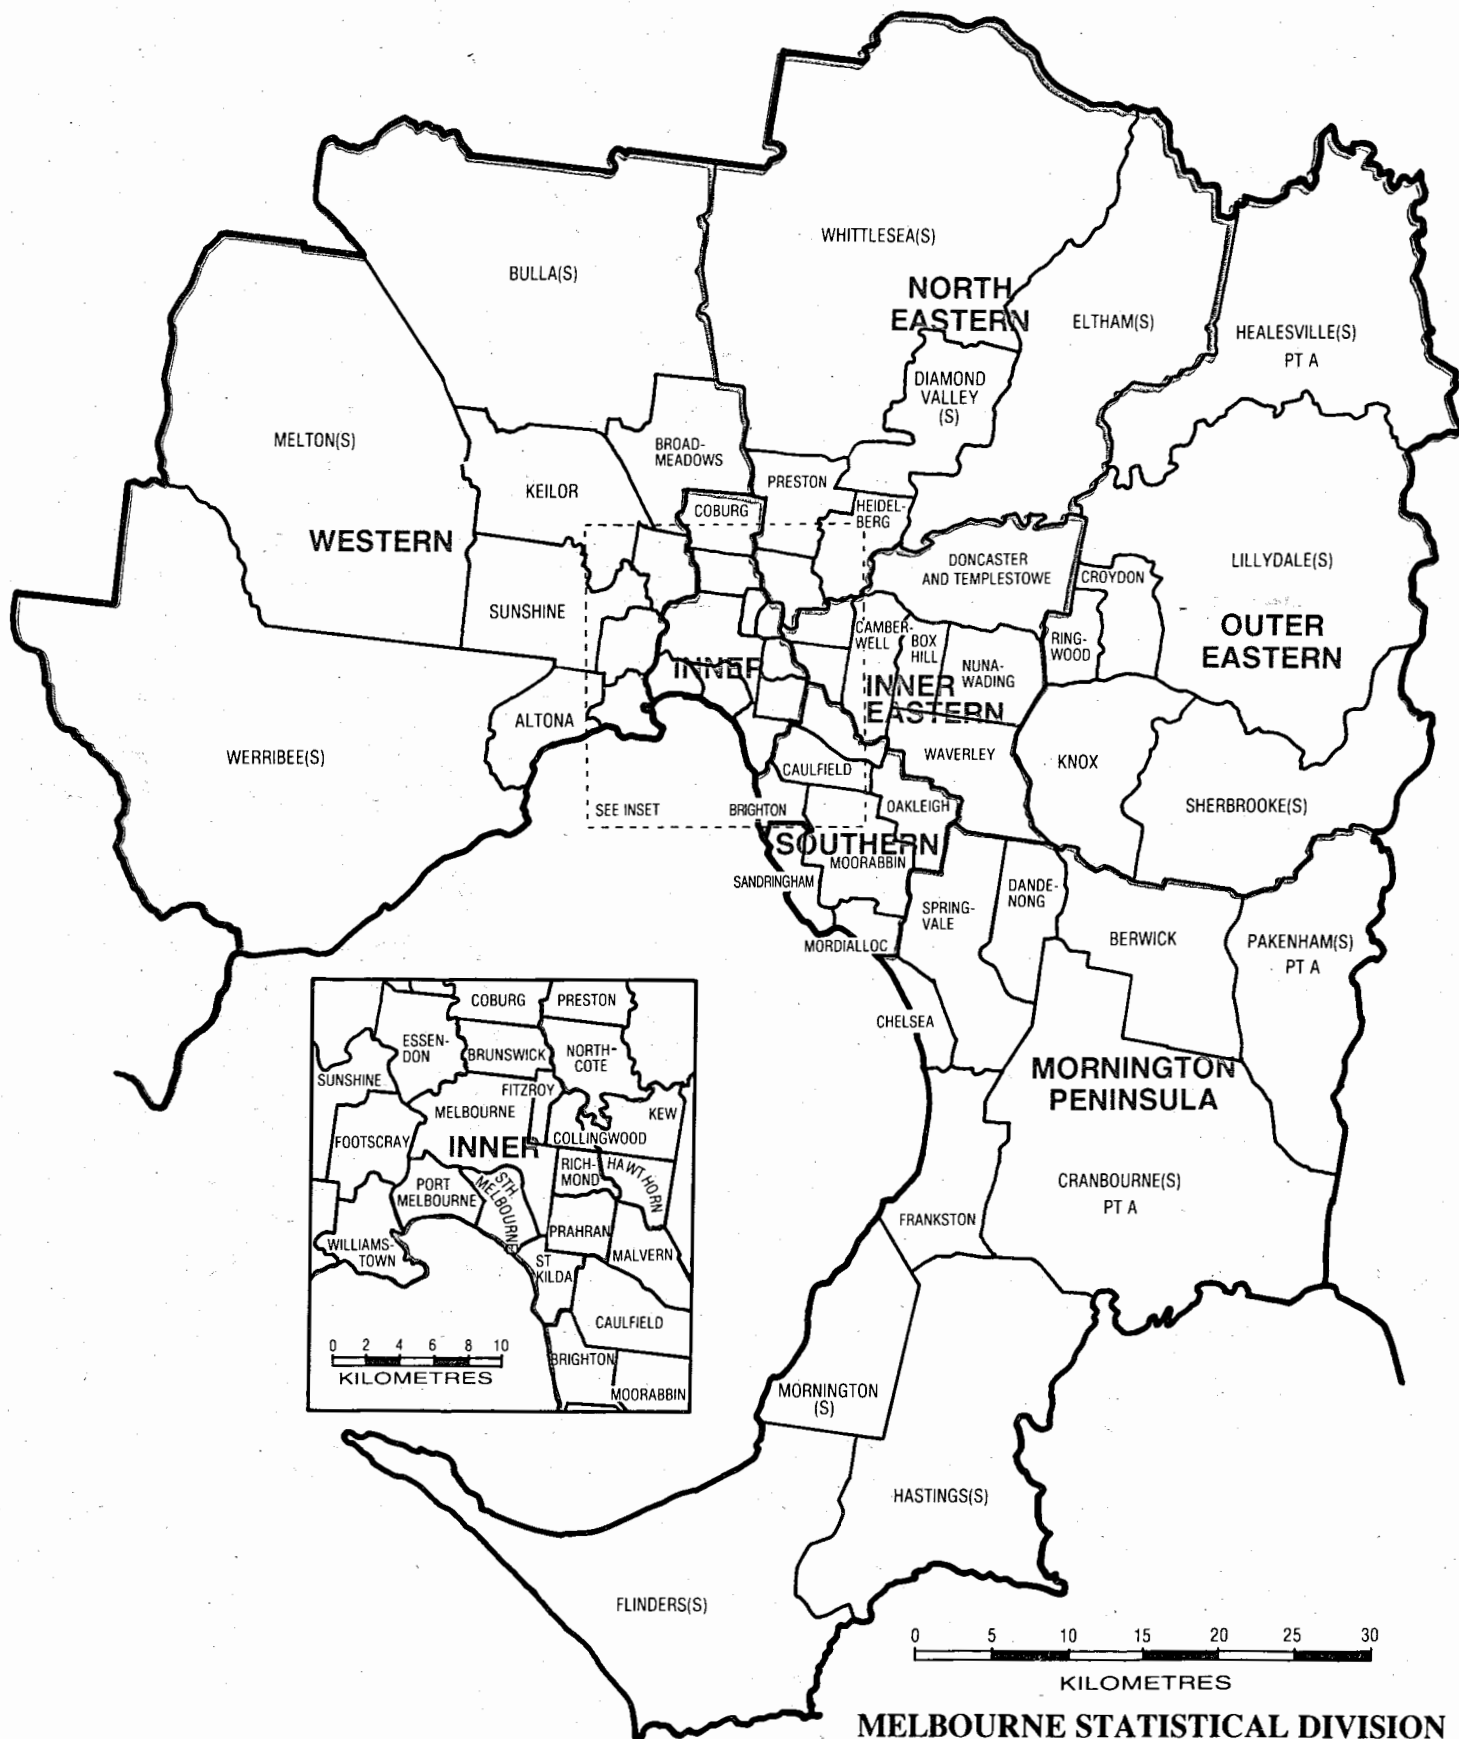 WHITTLESEA(S)
BULLA(S)
NORTH
EASTERN
ELTHAM(S)
HEALESVILLE(S)
PT A
DIAMOND
VALLEY
(S)
MELTON(S)
BROAD-
MEADOWS
KEILOR
PRESTON
COBURG
HEIDEL-
BERG
WESTERN
DONCASTER
AND TEMPLESTOWE
CROYDON
LILLYDALE(S)
SUNSHINE
OUTER
EASTERN
CAMBER-
WELL
BOX
HILL
RING-
WOOD
NUNA-
WADING
INNER
INNER
EASTERN
ALTONA
WERRIBEE(S)
WAVERLEY
KNOX
CAULFIELD
SHERBROOKE(S)
SEE INSET
BRIGHTON
OAKLEIGH
SOUTHERN
MOORABBIN
SANDRINGHAM
DANDE-
NONG
SPRING-
VALE
BERWICK
PAKENHAM(S)
PT A
MORDIALLOC
CHELSEA
MORNINGTON
PENINSULA
CRANBOURNE(S)
PT A
FRANKSTON
COBURG
PRESTON
ESSEN-
DON
BRUNSWICK
NORTH-
COTE
SUNSHINE
FITZROY
MELBOURNE
KEW
FOOTSCRAY
INNER
COLLINGWOOD
RICH-
MOND
HAWTHORN
PORT
MELBOURNE
STH.
MELBOURNE
PRAHRAN
WILLIAMS-
TOWN
MALVERN
ST
KILDA
CAULFIELD
0 2 4 6 8 10
KILOMETRES
BRIGHTON
MOORABBIN
MORNINGTON
(S)
HASTINGS(S)
FLINDERS(S)
0 5 10 15 20 25 30
KILOMETRES
MELBOURNE STATISTICAL DIVISION